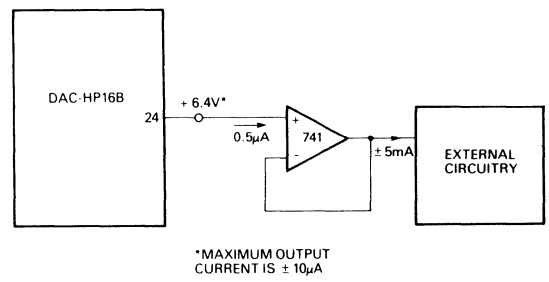 DAC-HP16B
24
+ 6.4V*
0.5µA
+
741
-
± 5mA
EXTERNAL
CIRCUITRY
*MAXIMUM OUTPUT
CURRENT IS ± 10µA